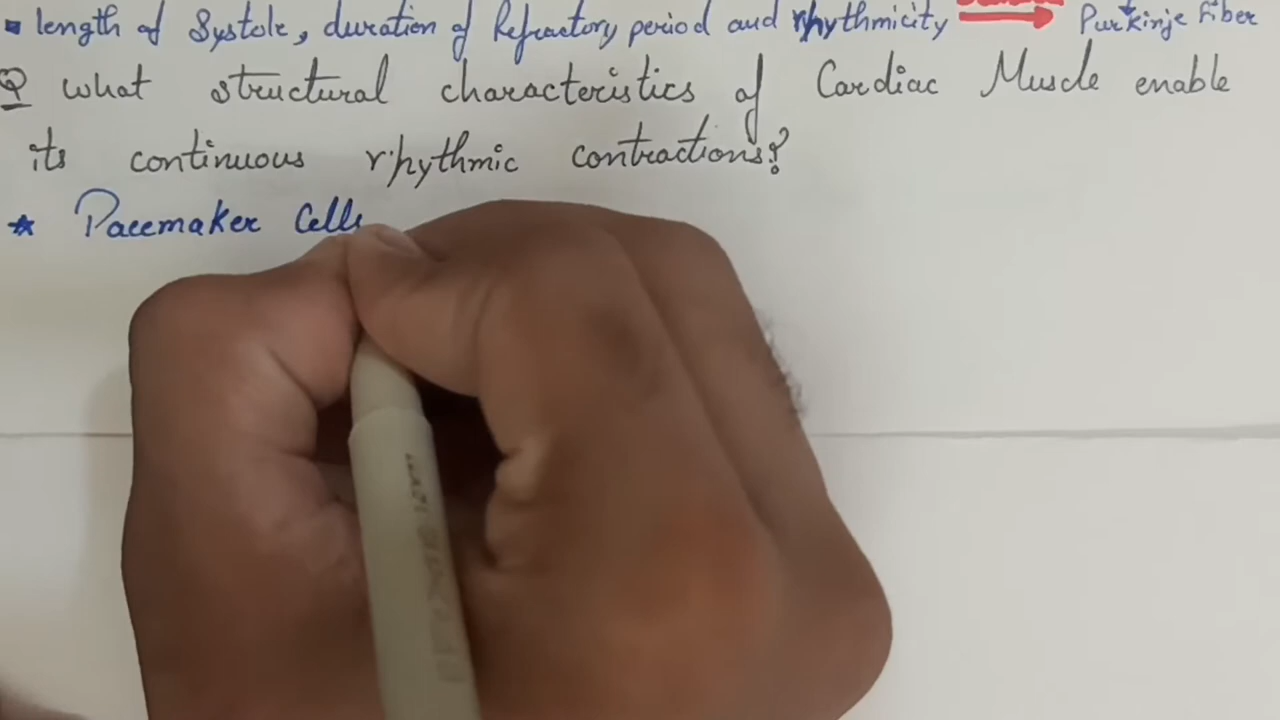 ▪ length of Systole, duration of Refractory period and rhythmicity Purkinje Fiber
Q what structural characteristics of Cardiac Muscle enable
its continuous rhythmic contractions?
* Pacemaker Cells